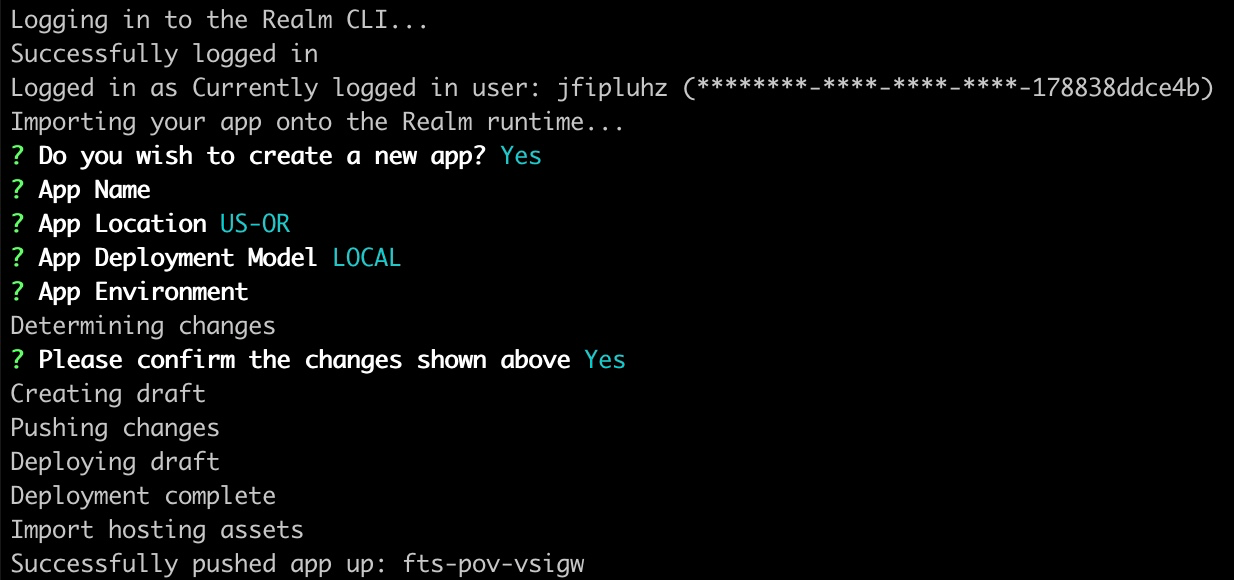 Logging in to the Realm CLI...
Successfully logged in
Logged in as Currently logged in user: jfipluhz (********-****-****-****-178838ddce4b)
Importing your app onto the Realm runtime...
? Do you wish to create a new app? Yes
? App Name
? App Location US-OR
? App Deployment Model LOCAL
? App Environment
Determining changes
? Please confirm the changes shown above Yes
Creating draft
Pushing changes
Deploying draft
Deployment complete
Import hosting assets
Successfully pushed app up: fts-pov-vsigw